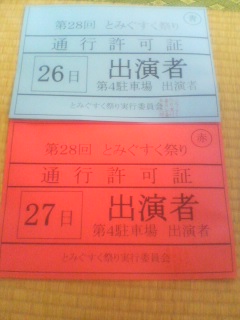 第28回 とみぐすく祭り
通行許可証
26日
出演者
第4駐車場 出演者
とみぐすく祭り実行委員会
赤
第28回 とみぐすく祭り
通行許可証
27日
出演者
第4駐車場 出演者
とみぐすく祭り実行委員会